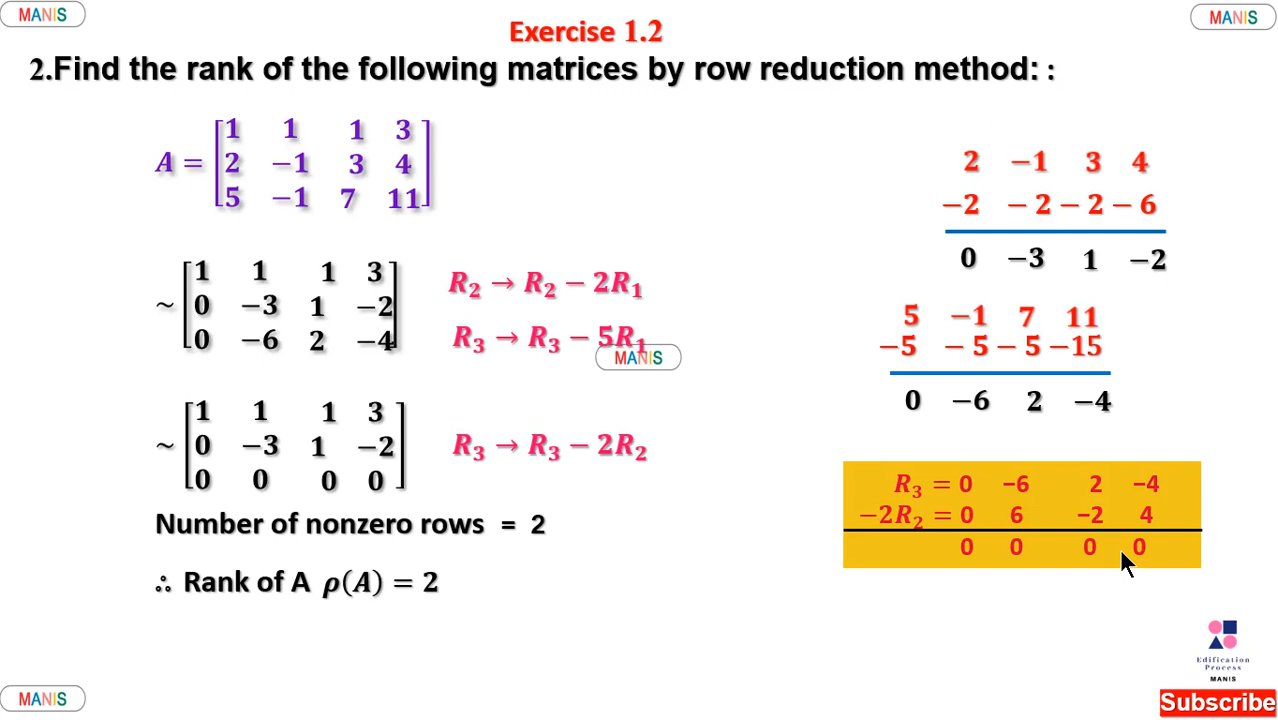 MANIS
MANIS
Exercise 1.2
2.Find the rank of the following matrices by row reduction method: :
A = [1 1 1 3
2 −1 3 4
5 −1 7 11]
~ [1 1 1 3
0 −3 1 −2
0 −6 2 −4]
R₂ → R₂ − 2R₁
R₃ → R₃ − 5R₁
MANIS
~ [1 1 1 3
0 −3 1 −2
0 0 0 0]
R₃ → R₃ − 2R₂
Number of nonzero rows = 2
∴ Rank of A ρ(A) = 2
2 −1 3 4
−2 − 2 − 2 − 6
0 −3 1 −2
5 −1 7 11
−5 − 5 − 5 −15
0 −6 2 −4
R₃ = 0 −6 2 −4
−2R₂ = 0 6 −2 4
0 0 0 0
Edification
Process
MANIS
MANIS
Subscribe